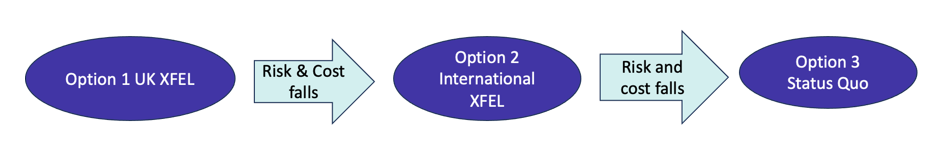 Option 1 UK XFEL
Risk & Cost
falls
Option 2
International
XFEL
Risk and
cost falls
Option 3
Status Quo